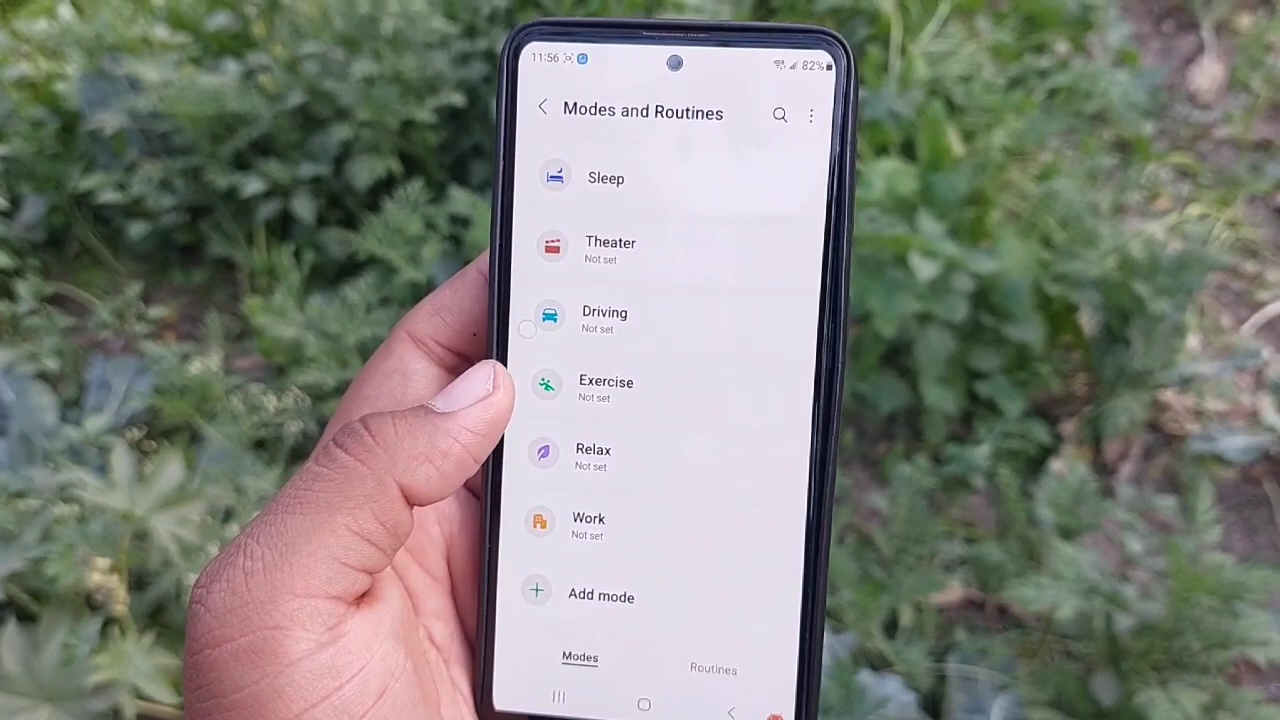 11:56
82%
Modes and Routines
Sleep
Theater
Not set
Driving
Not set
Exercise
Not set
Relax
Not set
Work
Not set
Add mode
Modes
Routines